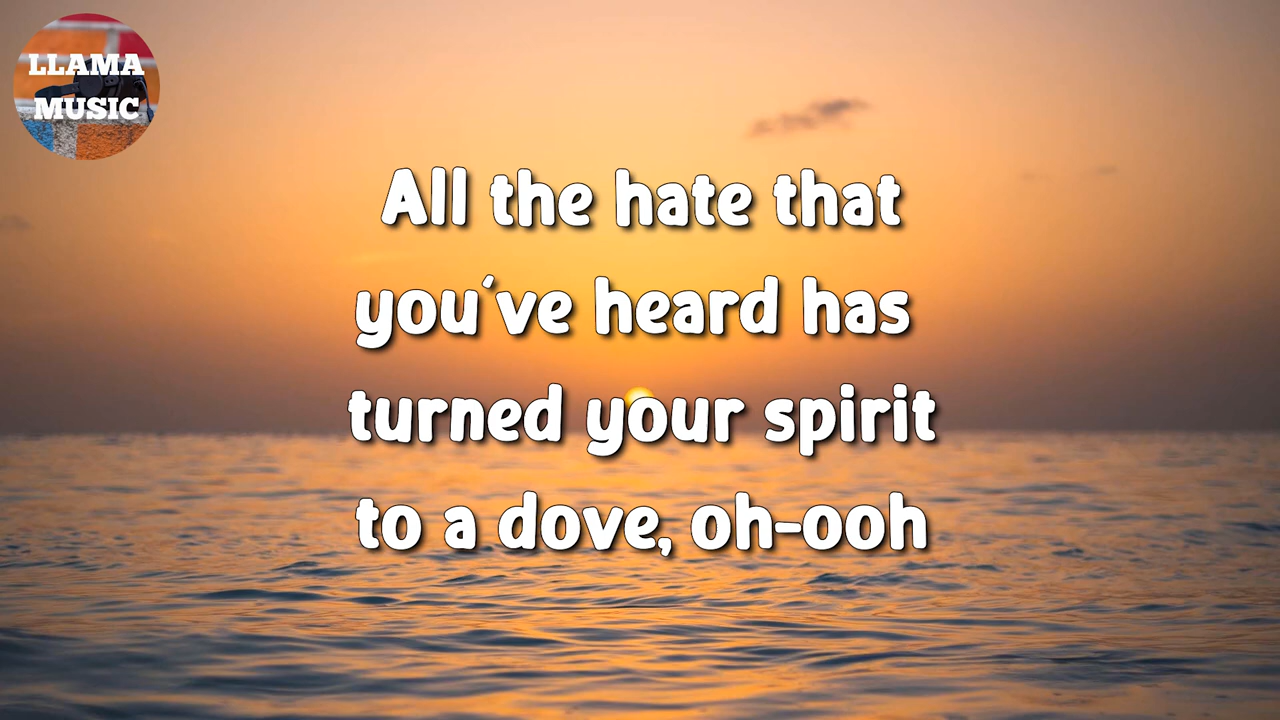 LLAMA
MUSIC
All the hate that
you've heard has
turned your spirit
to a dove, oh-ooh